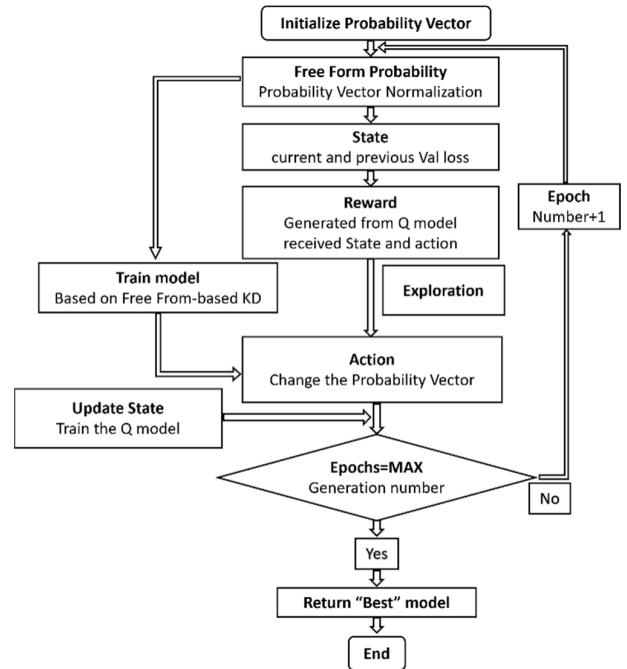 Initialize Probability Vector
Free Form Probability
Probability Vector Normalization
State
current and previous Val loss
Reward
Generated from Q model
received State and action
Epoch
Number+1
Train model
Based on Free From-based KD
Exploration
Action
Change the Probability Vector
Update State
Train the Q model
Epochs=MAX
Generation number
No
Yes
Return “Best” model
End